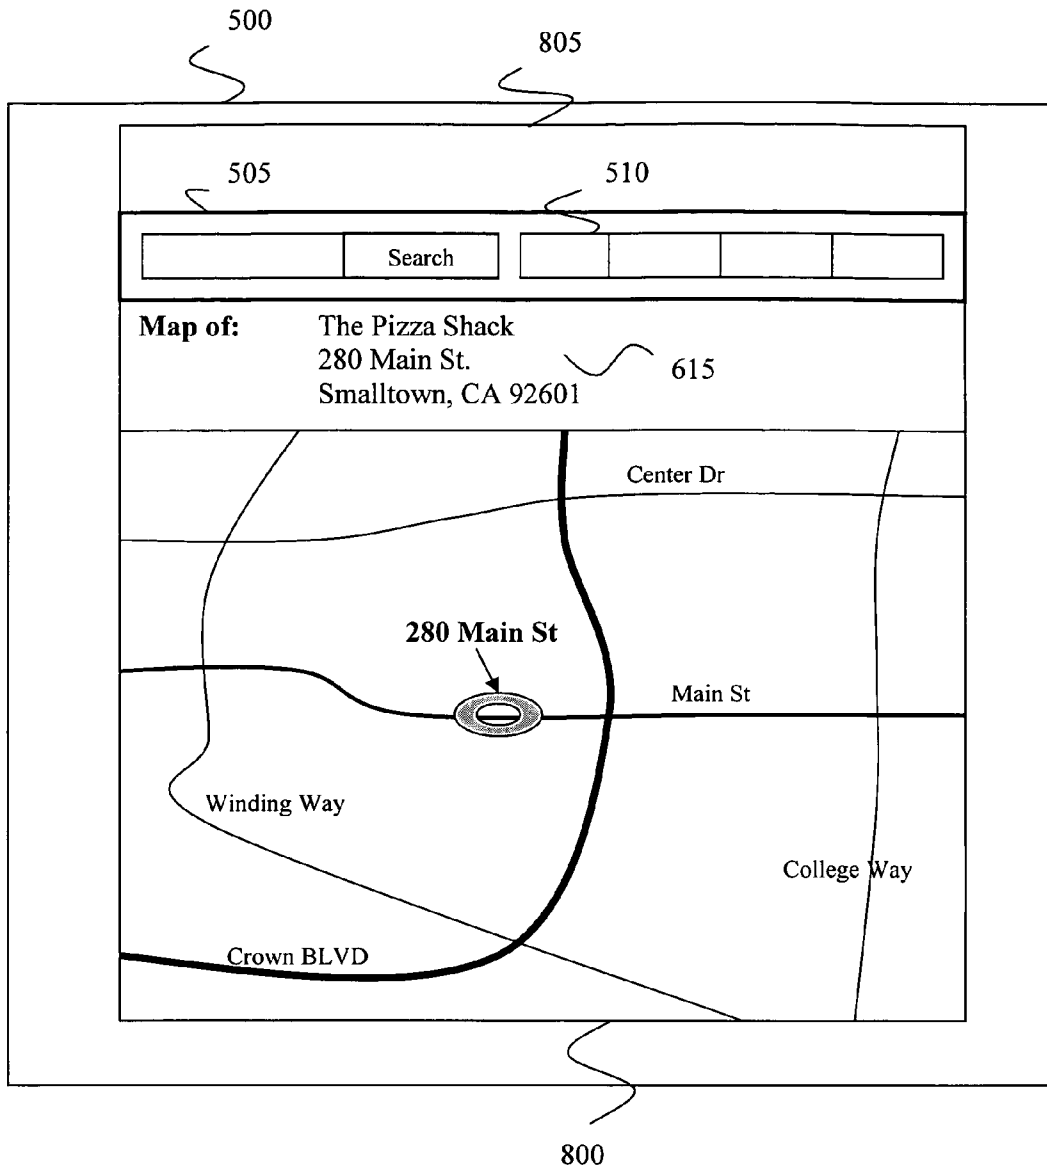 500
805
505
510
Search
Map of: The Pizza Shack
280 Main St.
615
Smalltown, CA 92601
Center Dr
280 Main St
Main St
Winding Way
College Way
Crown BLVD
800